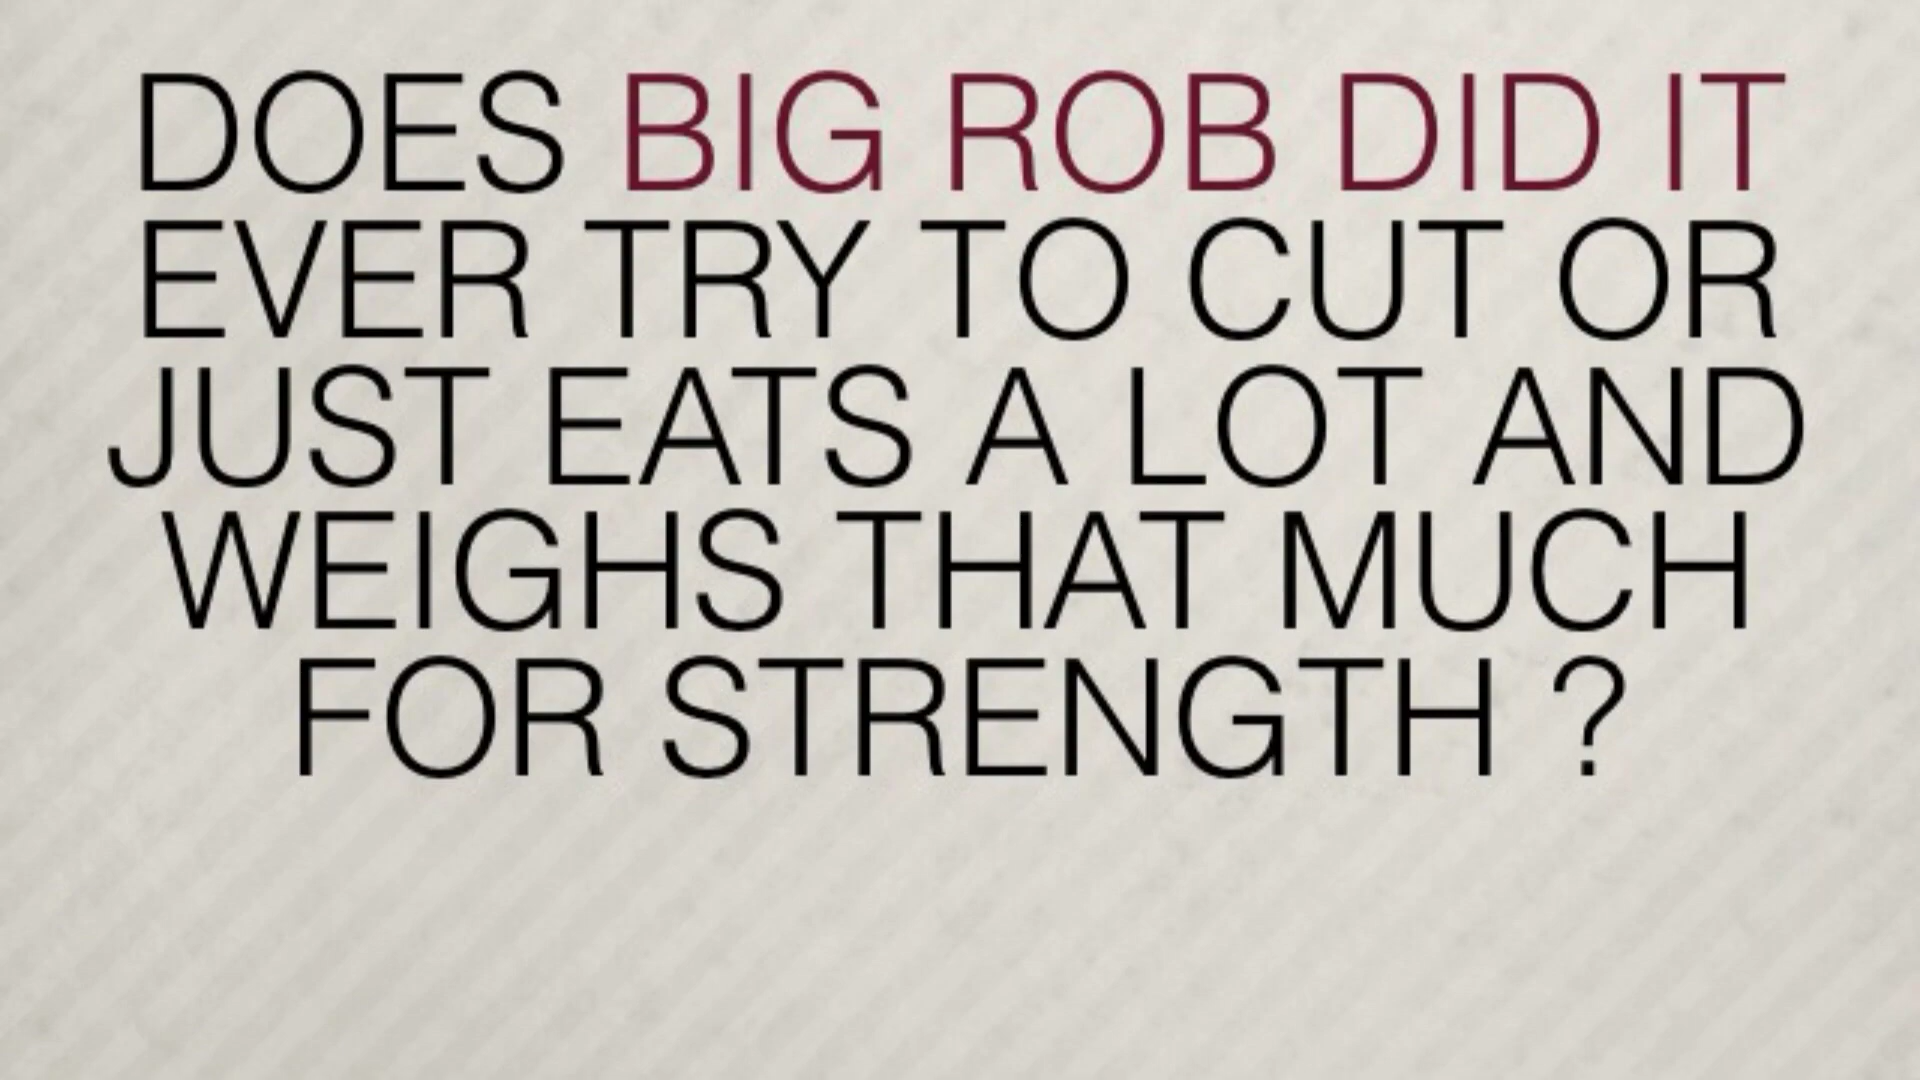 DOES BIG ROB DID IT
EVER TRY TO CUT OR
JUST EATS A LOT AND
WEIGHS THAT MUCH
FOR STRENGTH ?